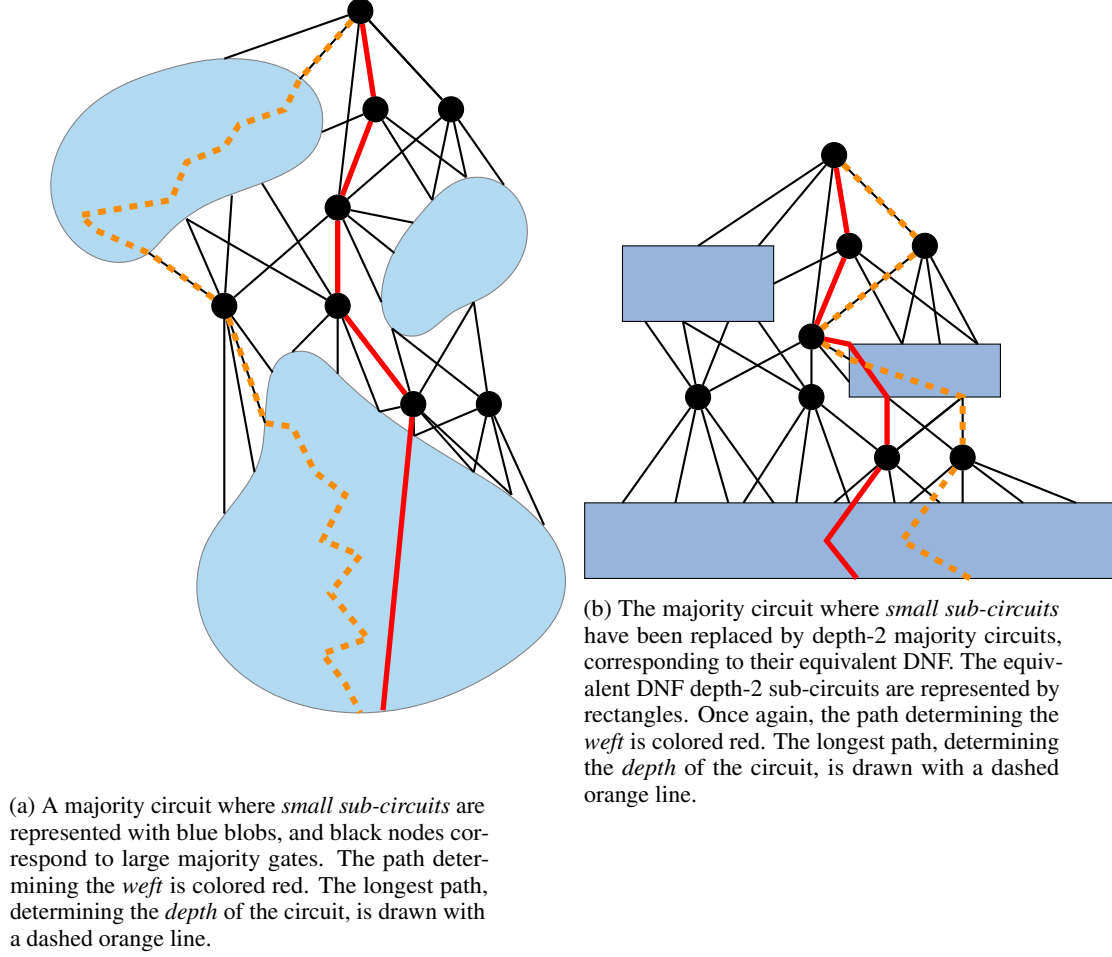 (b) The majority circuit where small sub-circuits
have been replaced by depth-2 majority circuits,
corresponding to their equivalent DNF. The equiv-
alent DNF depth-2 sub-circuits are represented by
rectangles. Once again, the path determining the
weft is colored red. The longest path, determining
the depth of the circuit, is drawn with a dashed
orange line.
(a) A majority circuit where small sub-circuits are
represented with blue blobs, and black nodes cor-
respond to large majority gates. The path deter-
mining the weft is colored red. The longest path,
determining the depth of the circuit, is drawn with
a dashed orange line.